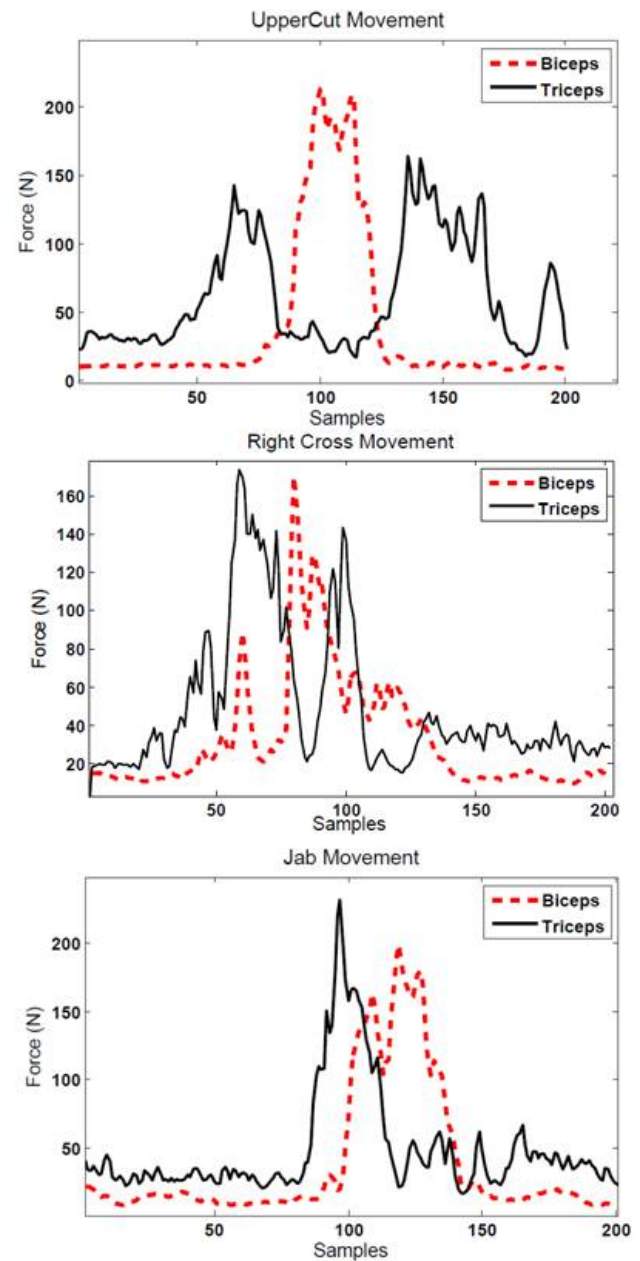 UpperCut Movement
Biceps
Triceps
200
150
100
50
0
Force (N)
50
100
150
200
Samples
Right Cross Movement
Biceps
Triceps
160
140
120
100
80
60
40
20
Force (N)
50
100
150
200
Samples
Jab Movement
Biceps
Triceps
200
150
100
50
Force (N)
50
100
150
200
Samples